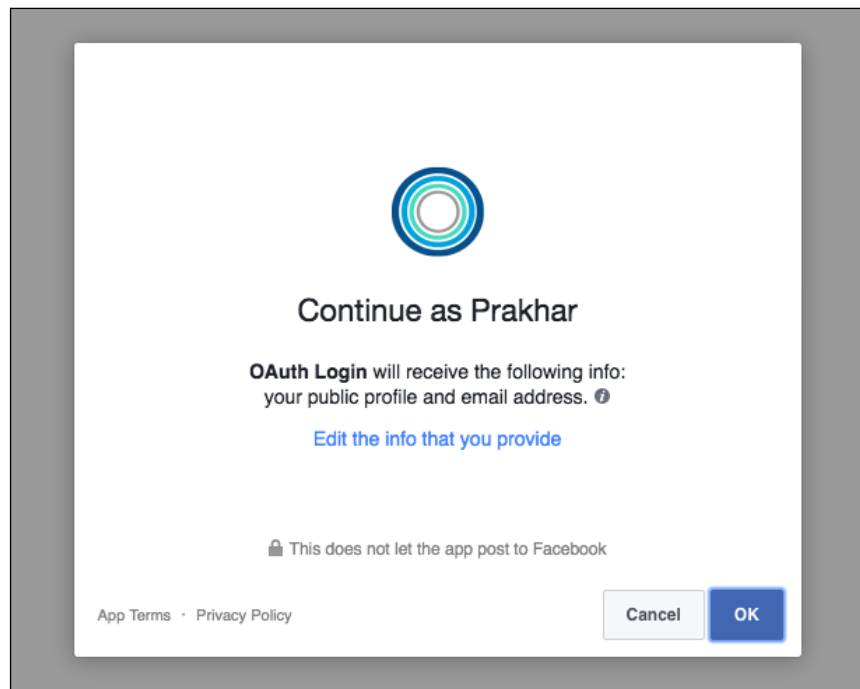 Continue as Prakhar
OAuth Login will receive the following info:
your public profile and email address.
Edit the info that you provide
This does not let the app post to Facebook
App Terms · Privacy Policy
Cancel
OK